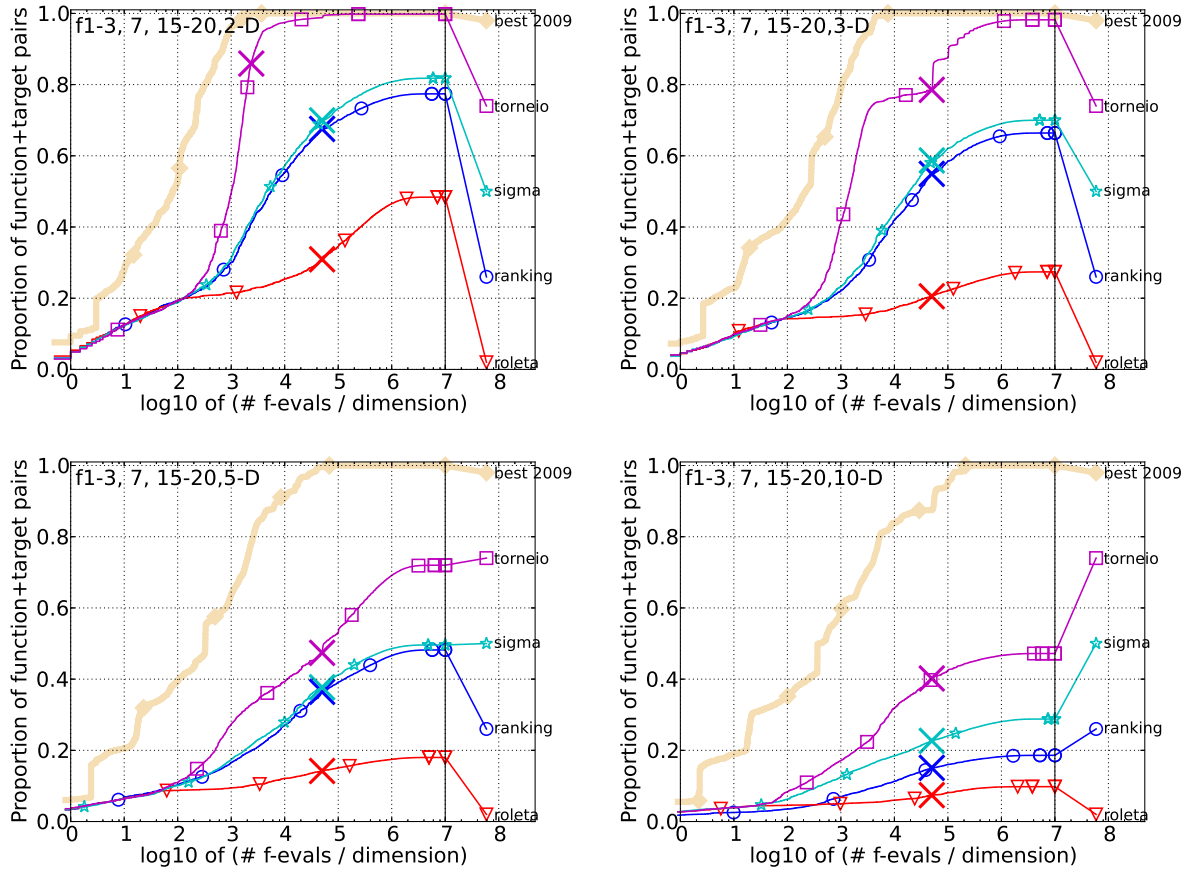 f1-3, 7, 15-20,2-D
Proportion of function+target pairs
1.0
0.8
0.6
0.4
0.2
0.0
0 1 2 3 4 5 6 7 8
log10 of (# f-evals / dimension)
best 2009
torneio
sigma
ranking
roleta
f1-3, 7, 15-20,3-D
Proportion of function+target pairs
1.0
0.8
0.6
0.4
0.2
0.0
0 1 2 3 4 5 6 7 8
log10 of (# f-evals / dimension)
best 2009
torneio
sigma
ranking
roleta
f1-3, 7, 15-20,5-D
Proportion of function+target pairs
1.0
0.8
0.6
0.4
0.2
0.0
0 1 2 3 4 5 6 7 8
log10 of (# f-evals / dimension)
best 2009
torneio
sigma
ranking
roleta
f1-3, 7, 15-20,10-D
Proportion of function+target pairs
1.0
0.8
0.6
0.4
0.2
0.0
0 1 2 3 4 5 6 7 8
log10 of (# f-evals / dimension)
best 2009
torneio
sigma
ranking
roleta